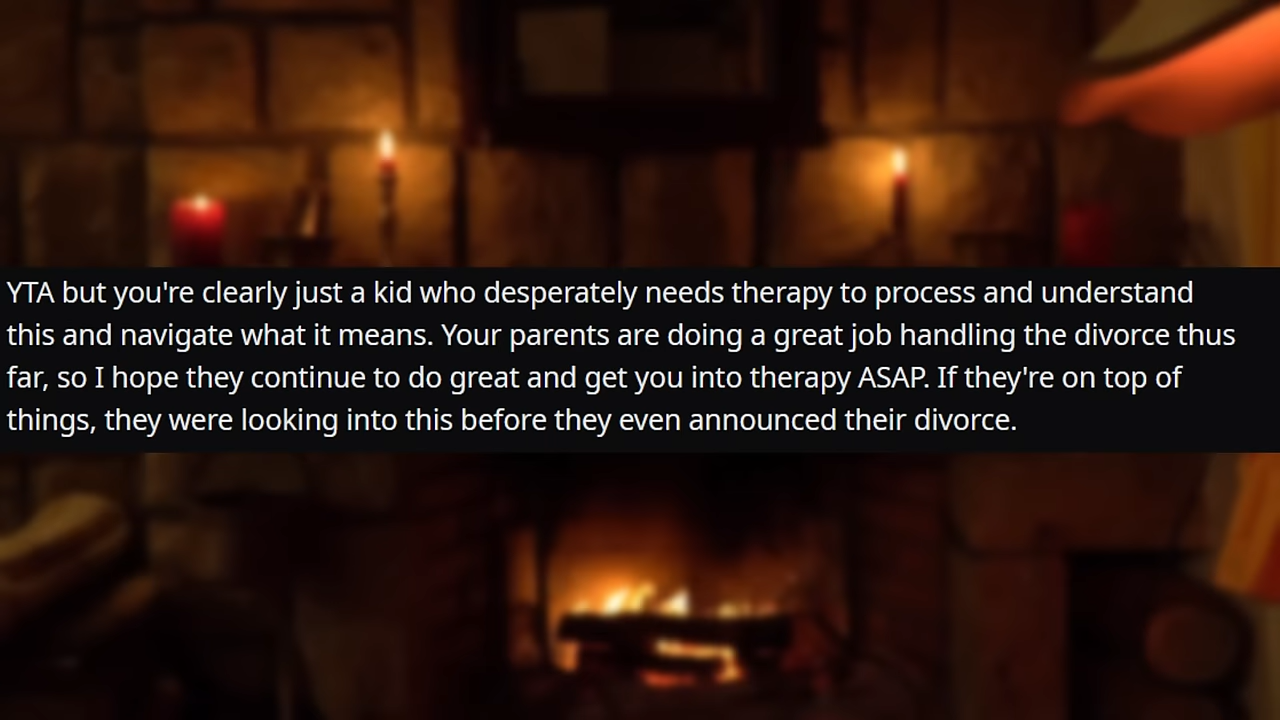 YTA but you're clearly just a kid who desperately needs therapy to process and understand
this and navigate what it means. Your parents are doing a great job handling the divorce thus
far, so I hope they continue to do great and get you into therapy ASAP. If they're on top of
things, they were looking into this before they even announced their divorce.